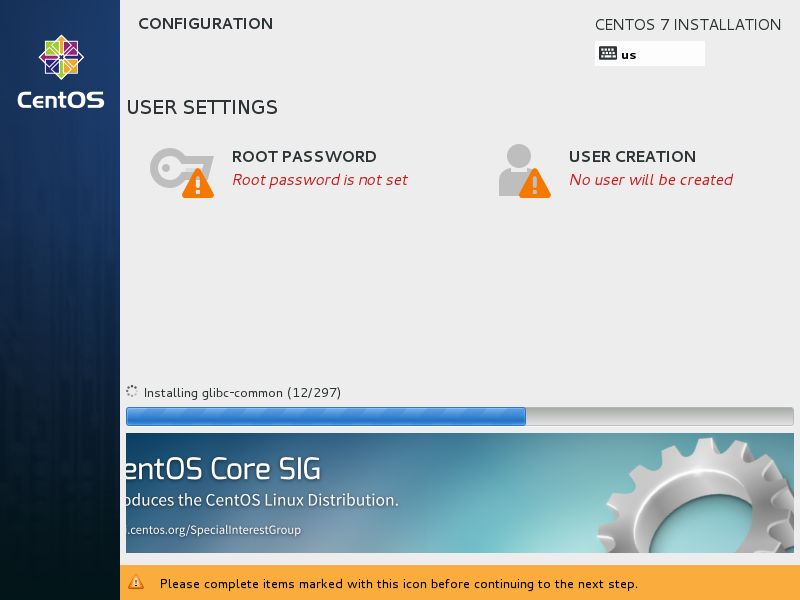 CONFIGURATION
CENTOS 7 INSTALLATION
us
CentOS
USER SETTINGS
ROOT PASSWORD
Root password is not set
USER CREATION
No user will be created
Installing glibc-common (12/297)
entOS Core SIG
oduces the CentOS Linux Distribution.
.centos.org/SpecialInterestGroup
Please complete items marked with this icon before continuing to the next step.